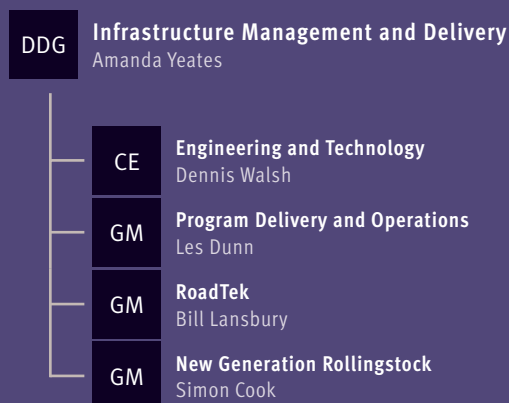 DDG
Infrastructure Management and Delivery
Amanda Yeates
CE
Engineering and Technology
Dennis Walsh
GM
Program Delivery and Operations
Les Dunn
GM
RoadTek
Bill Lansbury
GM
New Generation Rollingstock
Simon Cook